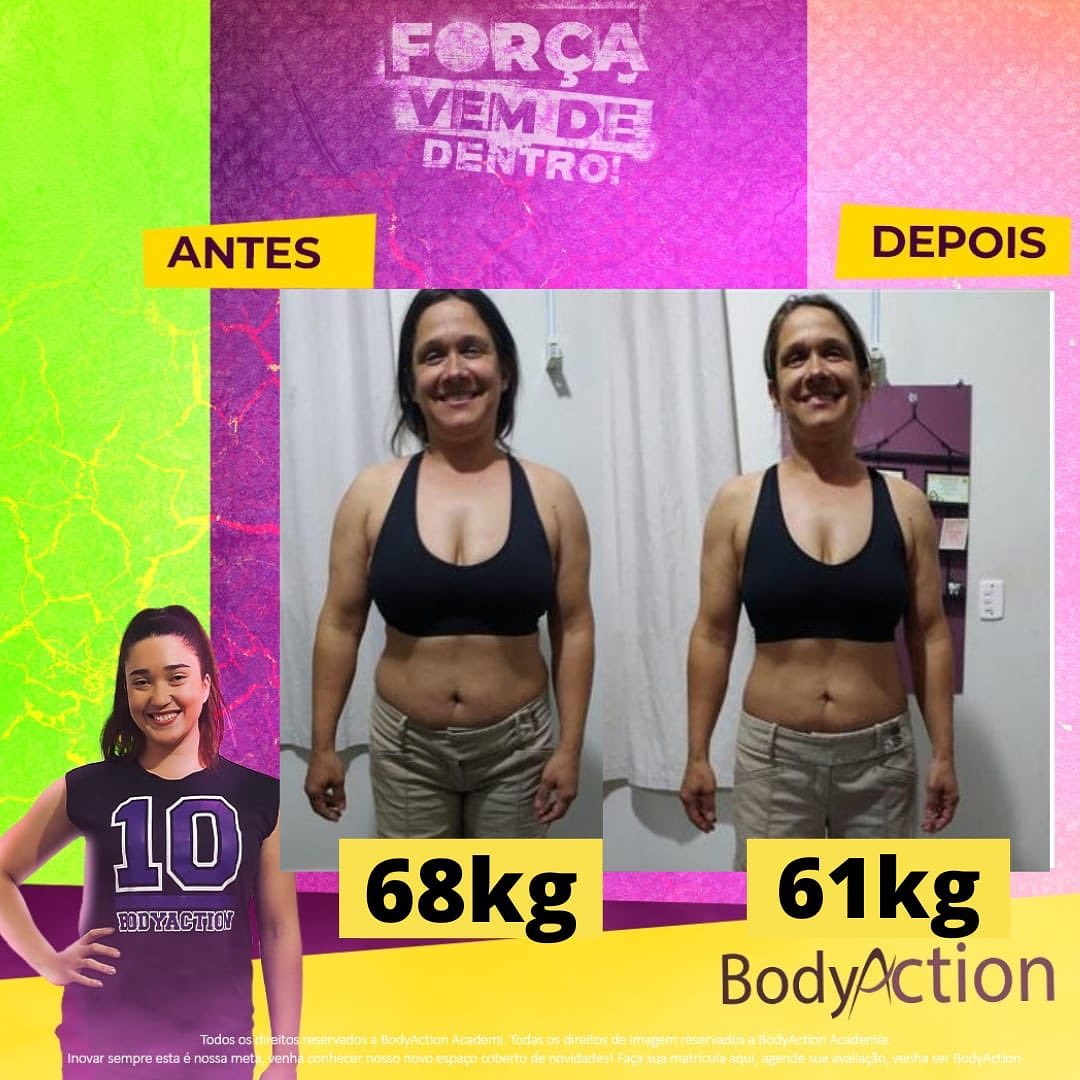 FORÇA
VEM DE
DENTRO!
ANTES
DEPOIS
10
BODYACTION
68kg
61kg
BodyAction
Todos os direitos reservados a BodyAction Academi. Todas os direitos de imagem reservados a BodyAction Academia.
Inovar sempre esta é nossa meta, venha conhecer nosso novo espaço coberto de novidades! Faça sua matrícula aqui, agende sua avaliação, venha ser BodyAction